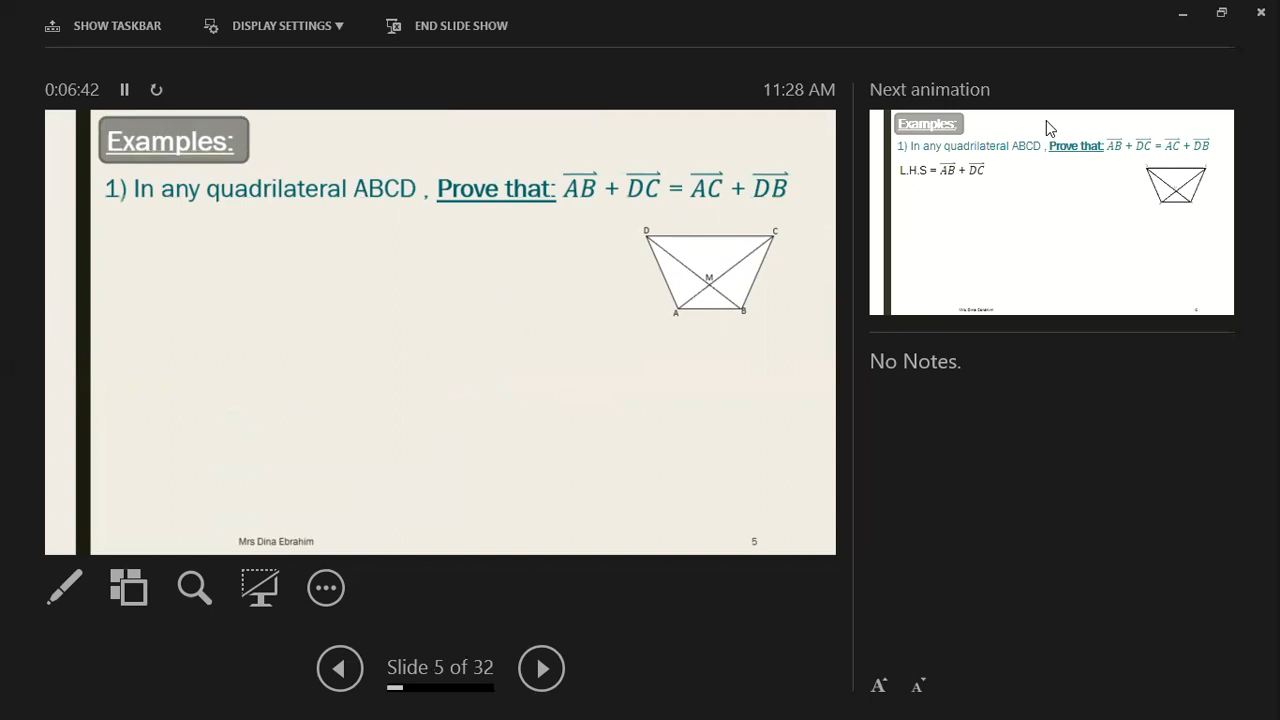 SHOW TASKBAR
DISPLAY SETTINGS ▼
END SLIDE SHOW
0:06:42
11:28 AM
Examples:
1) In any quadrilateral ABCD , Prove that: $\overrightarrow{AB}$ + $\overrightarrow{DC}$ = $\overrightarrow{AC}$ + $\overrightarrow{DB}$
D
C
M
A
B
Mrs Dina Ebrahim
5
Slide 5 of 32
Next animation
Examples:
1) In any quadrilateral ABCD , Prove that: $\overrightarrow{AB}$ + $\overrightarrow{DC}$ = $\overrightarrow{AC}$ + $\overrightarrow{DB}$
L.H.S = $\overrightarrow{AB}$ + $\overrightarrow{DC}$
Mrs Dina Ebrahim
No Notes.
A A